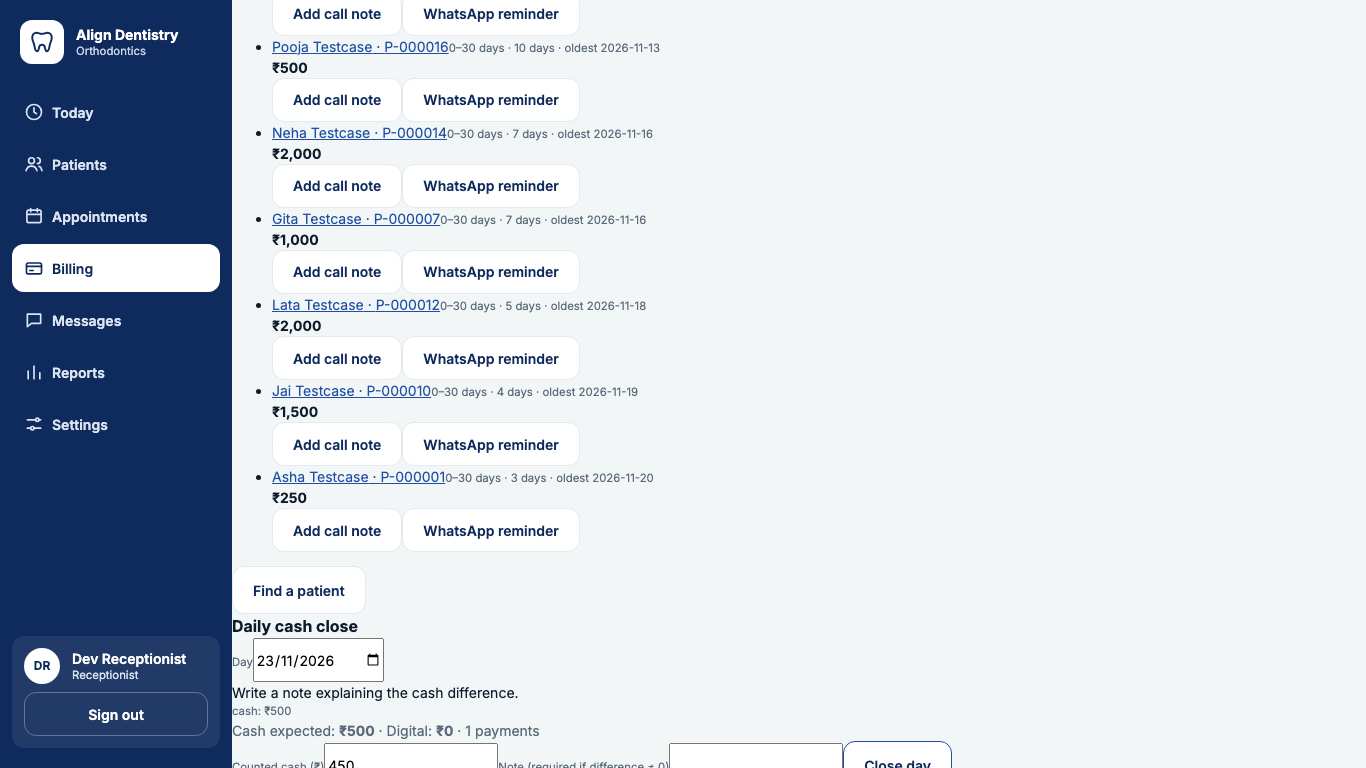 Align Dentistry
Orthodontics
Today
Patients
Appointments
Billing
Messages
Reports
Settings
DR
Dev Receptionist
Receptionist
Sign out
Add call note WhatsApp reminder
Pooja Testcase · P-000016 0–30 days · 10 days · oldest 2026-11-13
₹500
Add call note WhatsApp reminder
Neha Testcase · P-000014 0–30 days · 7 days · oldest 2026-11-16
₹2,000
Add call note WhatsApp reminder
Gita Testcase · P-000007 0–30 days · 7 days · oldest 2026-11-16
₹1,000
Add call note WhatsApp reminder
Lata Testcase · P-000012 0–30 days · 5 days · oldest 2026-11-18
₹2,000
Add call note WhatsApp reminder
Jai Testcase · P-000010 0–30 days · 4 days · oldest 2026-11-19
₹1,500
Add call note WhatsApp reminder
Asha Testcase · P-000001 0–30 days · 3 days · oldest 2026-11-20
₹250
Add call note WhatsApp reminder
Find a patient
Daily cash close
Day 23/11/2026
Write a note explaining the cash difference.
cash: ₹500
Cash expected: ₹500 · Digital: ₹0 · 1 payments
Counted cash (₹) 450 Note (required if difference ≠ 0) Close day